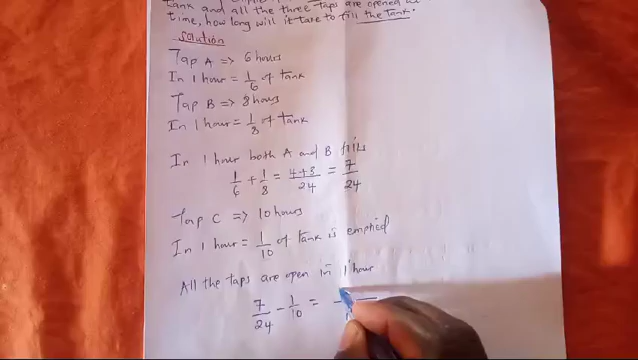 tank and all the three taps are opened at
time, how long will it take to fill the tank.
Solution
Tap A => 6 hours
In 1 hour = 1/6 of tank
Tap B => 8 hours
In 1 hour = 1/8 of tank
In 1 hour both A and B fills
1/6 + 1/8 = 4+3/24 = 7/24
Tap C => 10 hours
In 1 hour = 1/10 of tank is emptied
All the taps are open in 1 hour
7/24 - 1/10 =